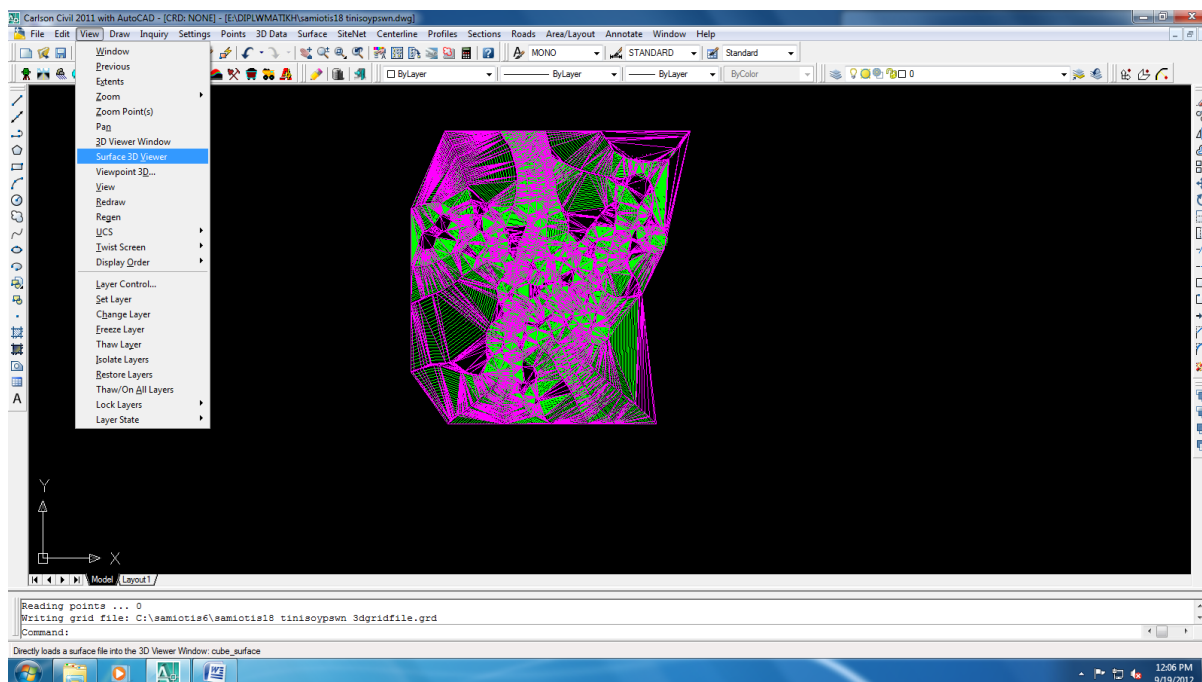 Carlson Civil 2011 with AutoCAD - [CRD: NONE] - [E:\DIPLWMATIKH\samiotis18 tinisoypswn.dwg]
File Edit View Draw Inquiry Settings Points 3D Data Surface SiteNet Centerline Profiles Sections Roads Area/Layout Annotate Window Help
MONO STANDARD Standard
ByLayer ByLayer ByLayer ByColor 0
Window
Previous
Extents
Zoom
Zoom Point(s)
Pan
3D Viewer Window
Surface 3D Viewer
Viewpoint 3D...
View
Redraw
Regen
UCS
Twist Screen
Display Order
Layer Control...
Set Layer
Change Layer
Freeze Layer
Thaw Layer
Isolate Layers
Restore Layers
Thaw/On All Layers
Lock Layers
Layer State
A
Y
X
Model Layout1
Reading points ... 0
Writing grid file: C:\samiotis6\samiotis18 tinisoypswn 3dgridfile.grd
Command:
Directly loads a surface file into the 3D Viewer Window: cube_surface
12:06 PM
9/19/2012